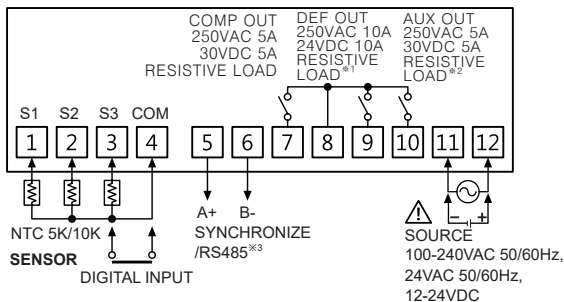 COMP OUT
250VAC 5A
30VDC 5A
RESISTIVE LOAD
DEF OUT
250VAC 10A
24VDC 10A
RESISTIVE
LOAD※1
AUX OUT
250VAC 5A
30VDC 5A
RESISTIVE
LOAD※2
S1 S2 S3 COM
1 2 3 4 5 6 7 8 9 10 11 12
NTC 5K/10K
SENSOR
DIGITAL INPUT
A+ B-
SYNCHRONIZE
/RS485※3
− +
SOURCE
100-240VAC 50/60Hz,
24VAC 50/60Hz,
12-24VDC